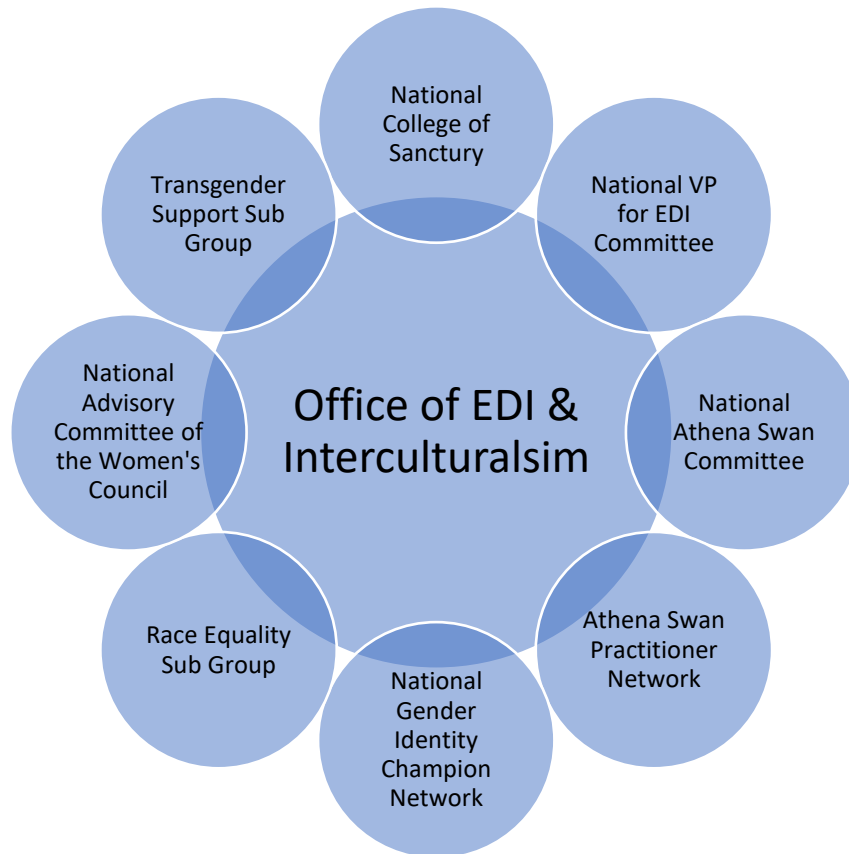 National
College of
Sanctury
National VP
for EDI
Committee
National
Athena Swan
Committee
Athena Swan
Practitioner
Network
National
Gender
Identity
Champion
Network
Race Equality
Sub Group
National
Advisory
Committee of
the Women's
Council
Transgender
Support Sub
Group
Office of EDI &
Interculturalsim